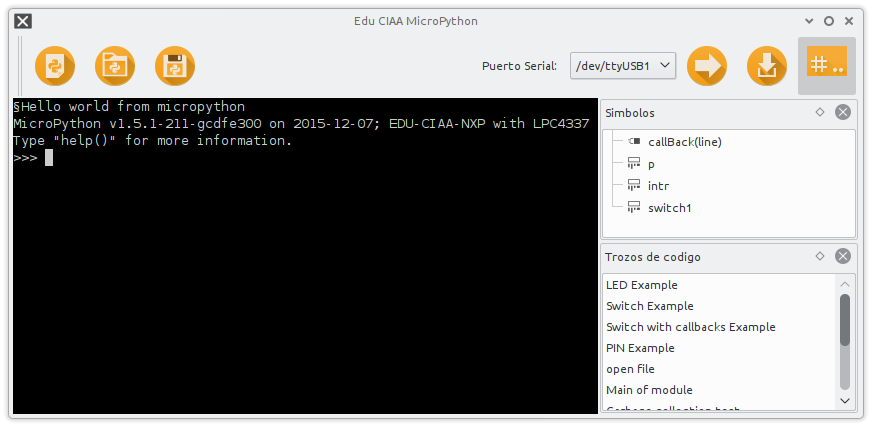 Edu CIAA MicroPython
Puerto Serial: /dev/ttyUSB1
#..
§Hello world from micropython
MicroPython v1.5.1-211-gcdfe300 on 2015-12-07; EDU-CIAA-NXP with LPC4337
Type "help()" for more information.
>>>
Simbolos
callBack(line)
p
intr
switch1
Trozos de codigo
LED Example
Switch Example
Switch with callbacks Example
PIN Example
open file
Main of module